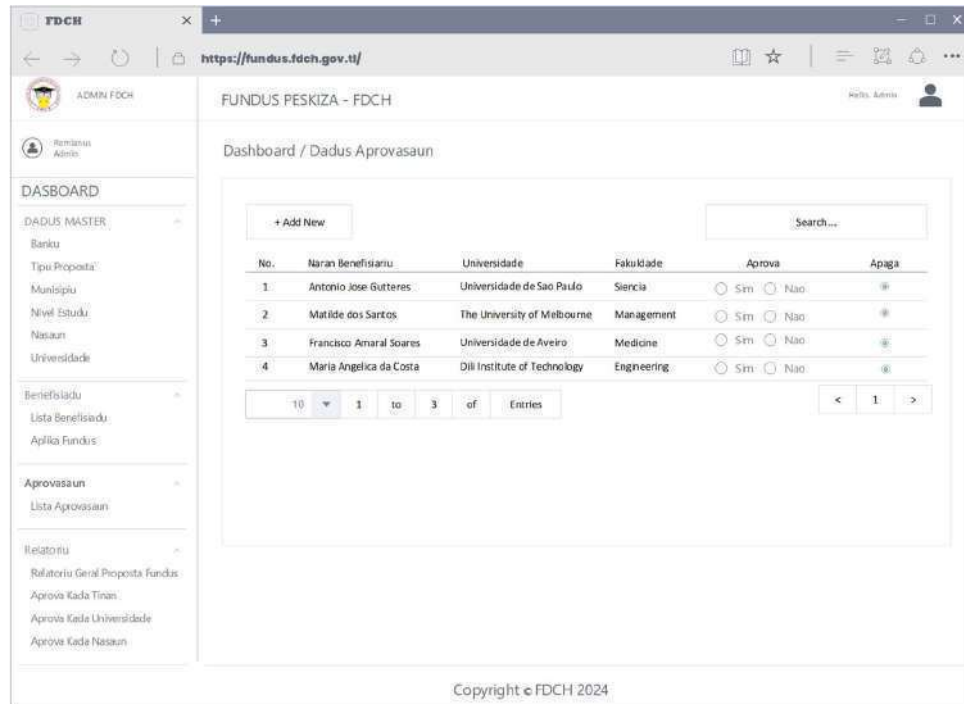 FDCH
https://fundus.fdch.gov.tl/
ADMIN FDCH
FUNDUS PESKIZA - FDCH
Hello, Admin
Admin
Dashboard / Dadus Aprovasaun
DASBOARD
DADUS MASTER
Banku
Tipu Proposta
Munisipiu
Nivel Estudu
Nasaun
Universidade
Benefisiadu
Lista Benefisiadu
Aplika Fundus
Aprovasaun
Lista Aprovasaun
Relatoriu
Relatoriu Geral Proposta Fundus
Aprova Kada Tinan
Aprova Kada Universidade
Aprova Kada Nasaun
+ Add New
Search...
No. Naran Benefisiariu Universidade Fakuldade Aprova Apaga
1 Antonio Jose Gutteres Universidade de Sao Paulo Siencia Sim Nao
2 Matilde dos Santos The University of Melbourne Management Sim Nao
3 Francisco Amaral Soares Universidade de Aveiro Medicine Sim Nao
4 Maria Angelica da Costa Dili Institute of Technology Engineering Sim Nao
10 1 to 3 of Entries
< 1 >
Copyright © FDCH 2024